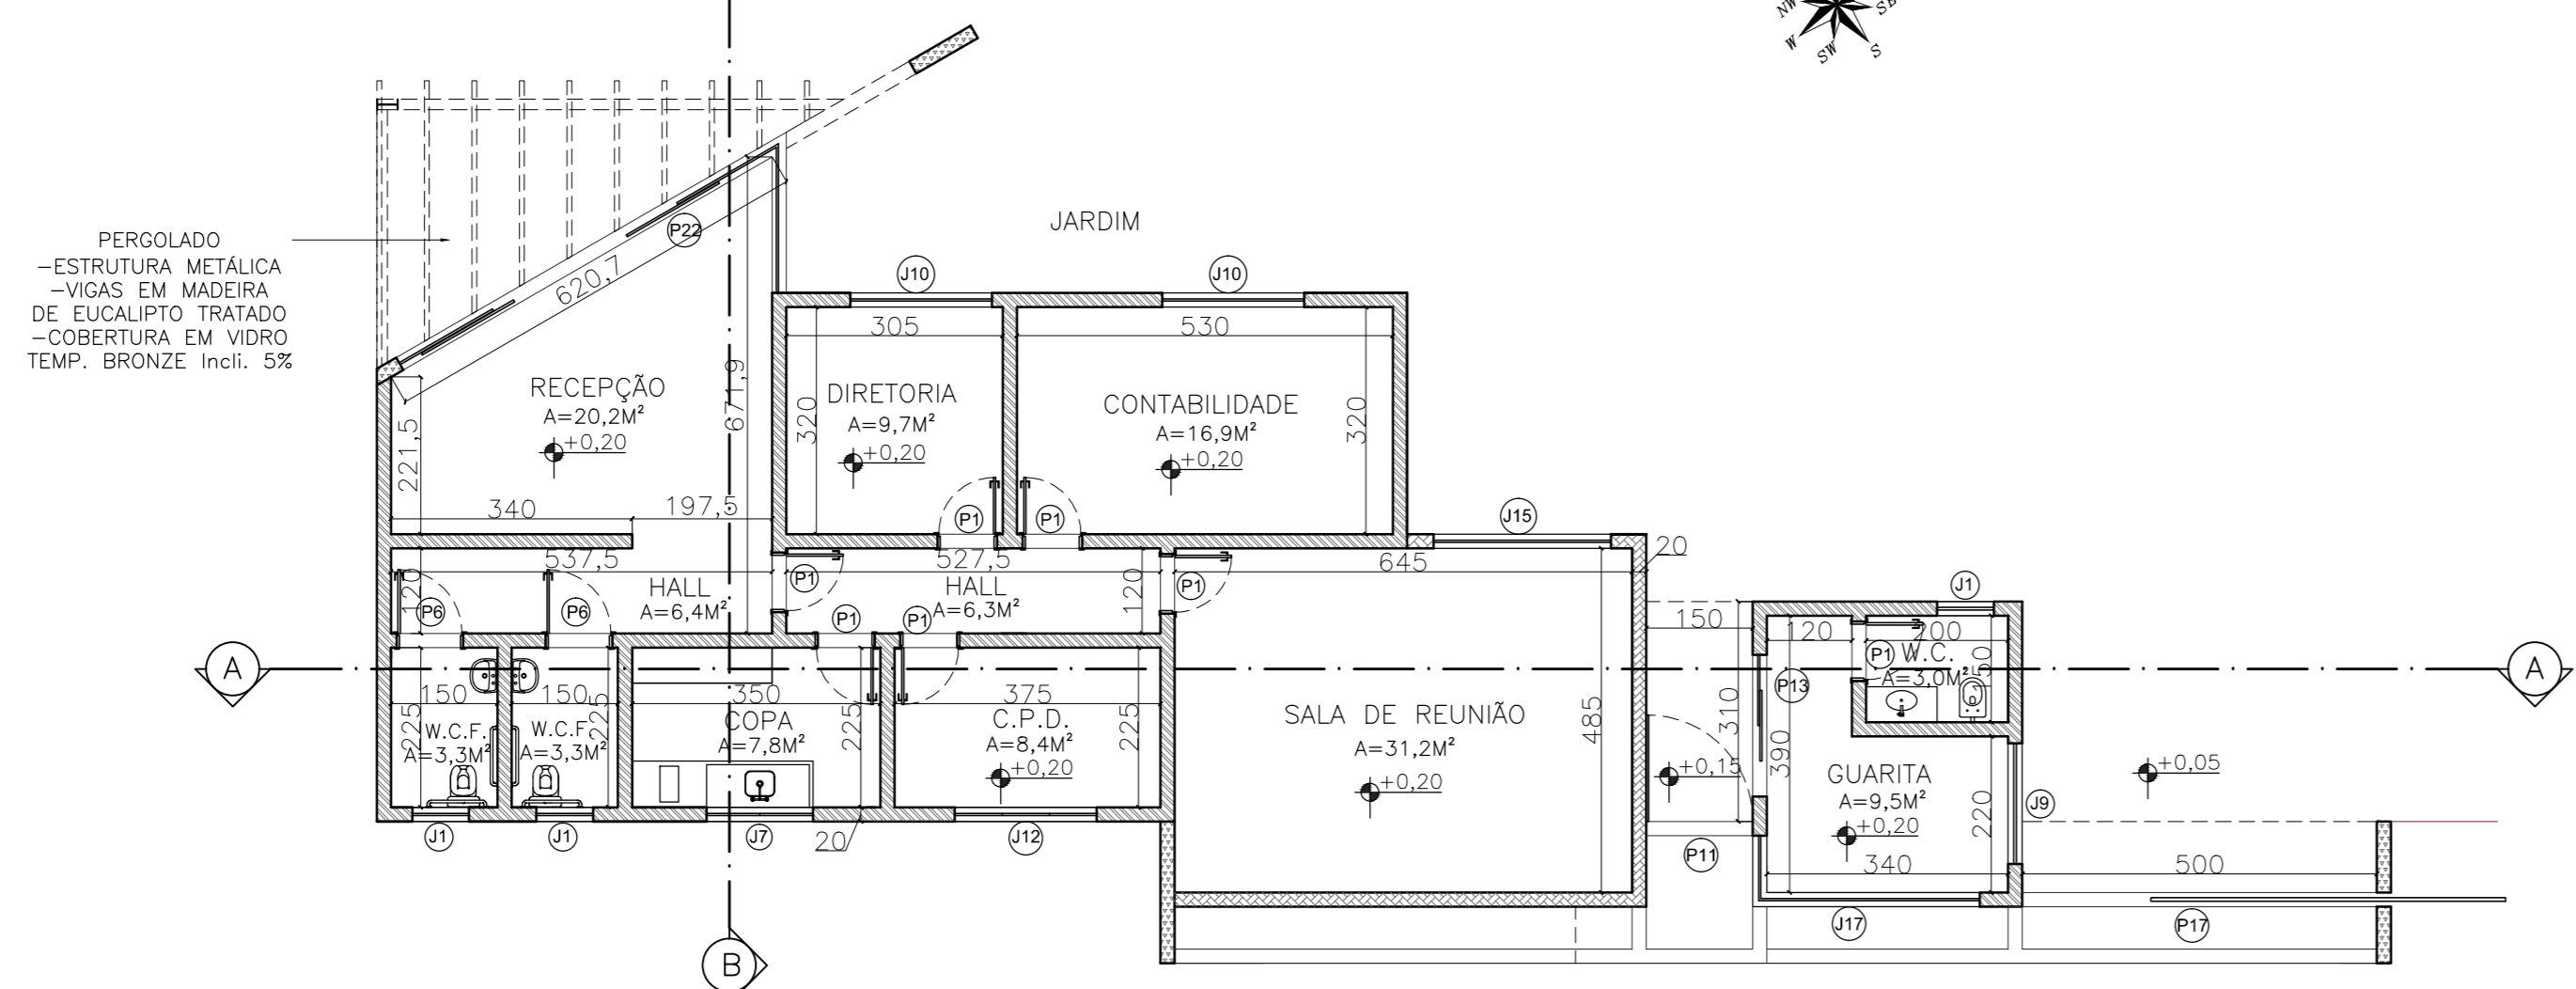 NW
W
SW
S
SE
PERGOLADO
-ESTRUTURA METÁLICA
-VIGAS EM MADEIRA
DE EUCALIPTO TRATADO
-COBERTURA EM VIDRO
TEMP. BRONZE Incli. 5%
JARDIM
P22
620,7
J10
J10
305
530
RECEPÇÃO
A=20,2M²
+0,20
671,9
221,5
340
197,5
DIRETORIA
A=9,7M²
+0,20
320
CONTABILIDADE
A=16,9M²
+0,20
320
P1
P1
J15
537,5
527,5
645
20
HALL
A=6,4M²
120
P6
P6
P1
HALL
A=6,3M²
120
P1
P1
P1
A
150
225
W.C.F.
A=3,3M²
150
225
W.C.F.
A=3,3M²
350
COPA
A=7,8M²
225
375
C.P.D.
A=8,4M²
+0,20
225
SALA DE REUNIÃO
A=31,2M²
+0,20
485
150
310
+0,15
J1
120
200
P1
W.C.
A=3,0M²
150
P13
390
GUARITA
A=9,5M²
+0,20
220
340
J9
+0,05
500
A
J1
J1
J7
20
J12
P11
J17
P17
B